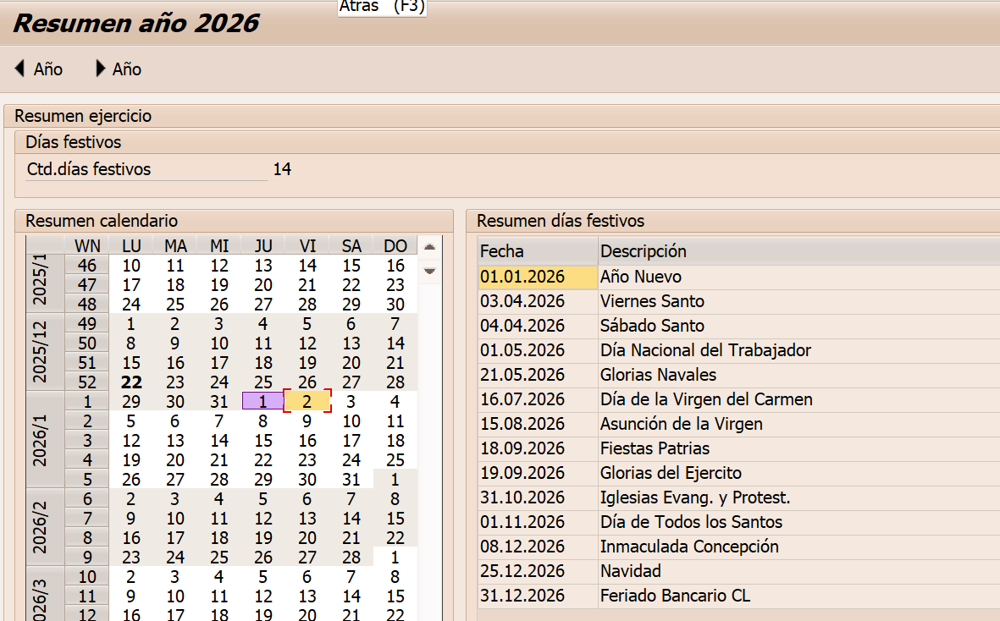 Atras (F3)
Resumen año 2026
Año Año
Resumen ejercicio
Días festivos
Ctd.días festivos 14
Resumen calendario
WN LU MA MI JU VI SA DO
2025/1
46 10 11 12 13 14 15 16
47 17 18 19 20 21 22 23
48 24 25 26 27 28 29 30
2025/12
49 1 2 3 4 5 6 7
50 8 9 10 11 12 13 14
51 15 16 17 18 19 20 21
52 22 23 24 25 26 27 28
2026/1
1 29 30 31 1 2 3 4
2 5 6 7 8 9 10 11
3 12 13 14 15 16 17 18
4 19 20 21 22 23 24 25
5 26 27 28 29 30 31 1
2026/2
6 2 3 4 5 6 7 8
7 9 10 11 12 13 14 15
8 16 17 18 19 20 21 22
9 23 24 25 26 27 28 1
026/3
10 2 3 4 5 6 7 8
11 9 10 11 12 13 14 15
12 16 17 18 19 20 21 22
Resumen días festivos
Fecha Descripción
01.01.2026 Año Nuevo
03.04.2026 Viernes Santo
04.04.2026 Sábado Santo
01.05.2026 Día Nacional del Trabajador
21.05.2026 Glorias Navales
16.07.2026 Día de la Virgen del Carmen
15.08.2026 Asunción de la Virgen
18.09.2026 Fiestas Patrias
19.09.2026 Glorias del Ejercito
31.10.2026 Iglesias Evang. y Protest.
01.11.2026 Día de Todos los Santos
08.12.2026 Inmaculada Concepción
25.12.2026 Navidad
31.12.2026 Feriado Bancario CL